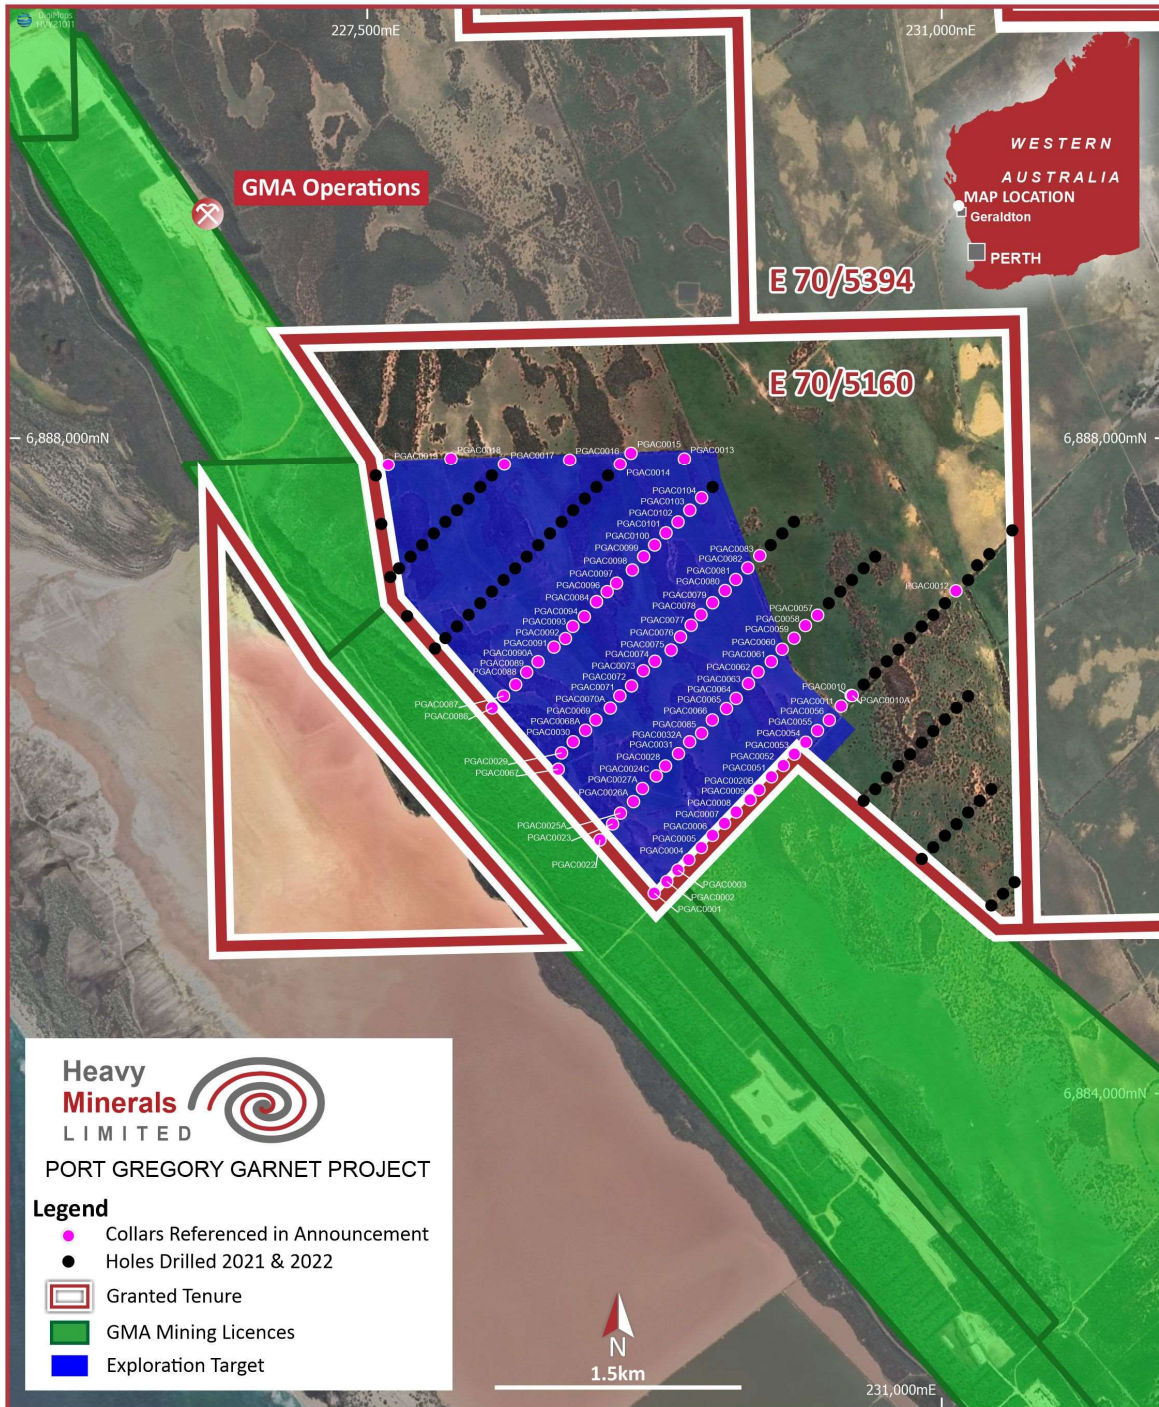 DigiMaps
HVY21011
227,500mE
231,000mE
WESTERN
AUSTRALIA
MAP LOCATION
Geraldton
PERTH
GMA Operations
E 70/5394
E 70/5160
6,888,000mN
6,888,000mN
PGAC0019
PGAC0018
PGAC0017
PGAC0016
PGAC0015
PGAC0013
PGAC0014
PGAC0104
PGAC0103
PGAC0102
PGAC0101
PGAC0100
PGAC0099
PGAC0098
PGAC0097
PGAC0096
PGAC0084
PGAC0094
PGAC0093
PGAC0092
PGAC0091
PGAC0090A
PGAC0089
PGAC0088
PGAC0087
PGAC0086
PGAC0083
PGAC0082
PGAC0081
PGAC0080
PGAC0079
PGAC0078
PGAC0077
PGAC0076
PGAC0075
PGAC0074
PGAC0073
PGAC0072
PGAC0071
PGAC0070A
PGAC0069
PGAC0068A
PGAC0030
PGAC0029
PGAC0067
PGAC0057
PGAC0058
PGAC0059
PGAC0060
PGAC0061
PGAC0062
PGAC0063
PGAC0064
PGAC0065
PGAC0066
PGAC0085
PGAC0032A
PGAC0031
PGAC0028
PGAC0024C
PGAC0027A
PGAC0026A
PGAC0025A
PGAC0023
PGAC0022
PGAC0012
PGAC0010
PGAC0010A
PGAC0011
PGAC0056
PGAC0055
PGAC0054
PGAC0053
PGAC0052
PGAC0051
PGAC0020B
PGAC0009
PGAC0008
PGAC0007
PGAC0006
PGAC0005
PGAC0004
PGAC0003
PGAC0002
PGAC0001
6,884,000mN
Heavy
Minerals
LIMITED
PORT GREGORY GARNET PROJECT
Legend
Collars Referenced in Announcement
Holes Drilled 2021 & 2022
Granted Tenure
GMA Mining Licences
Exploration Target
N
1.5km
231,000mE